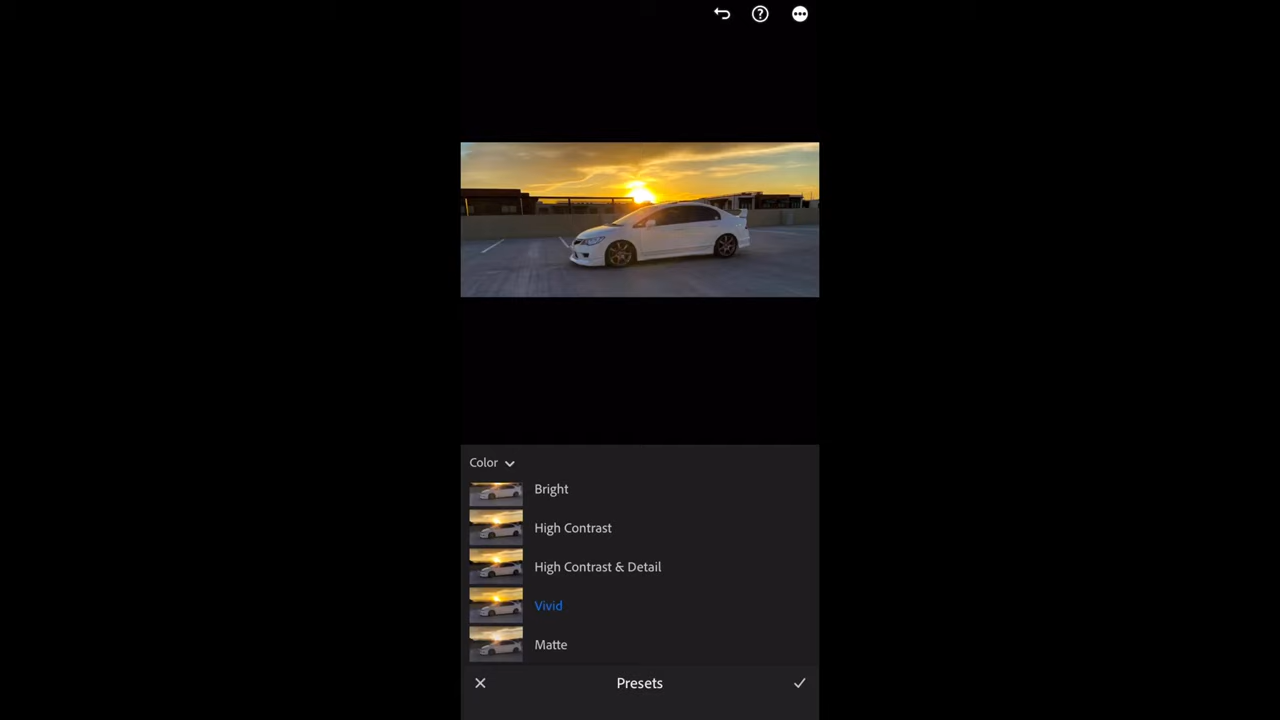 Color
Bright
High Contrast
High Contrast & Detail
Vivid
Matte
Presets